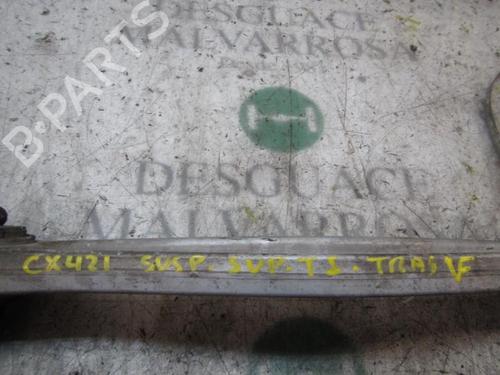 DESGUACE
MALVARROSA
B-PARTS
DESGUACE
MALVARROSA
CX421 SUSP. SUP. T I. TRAS